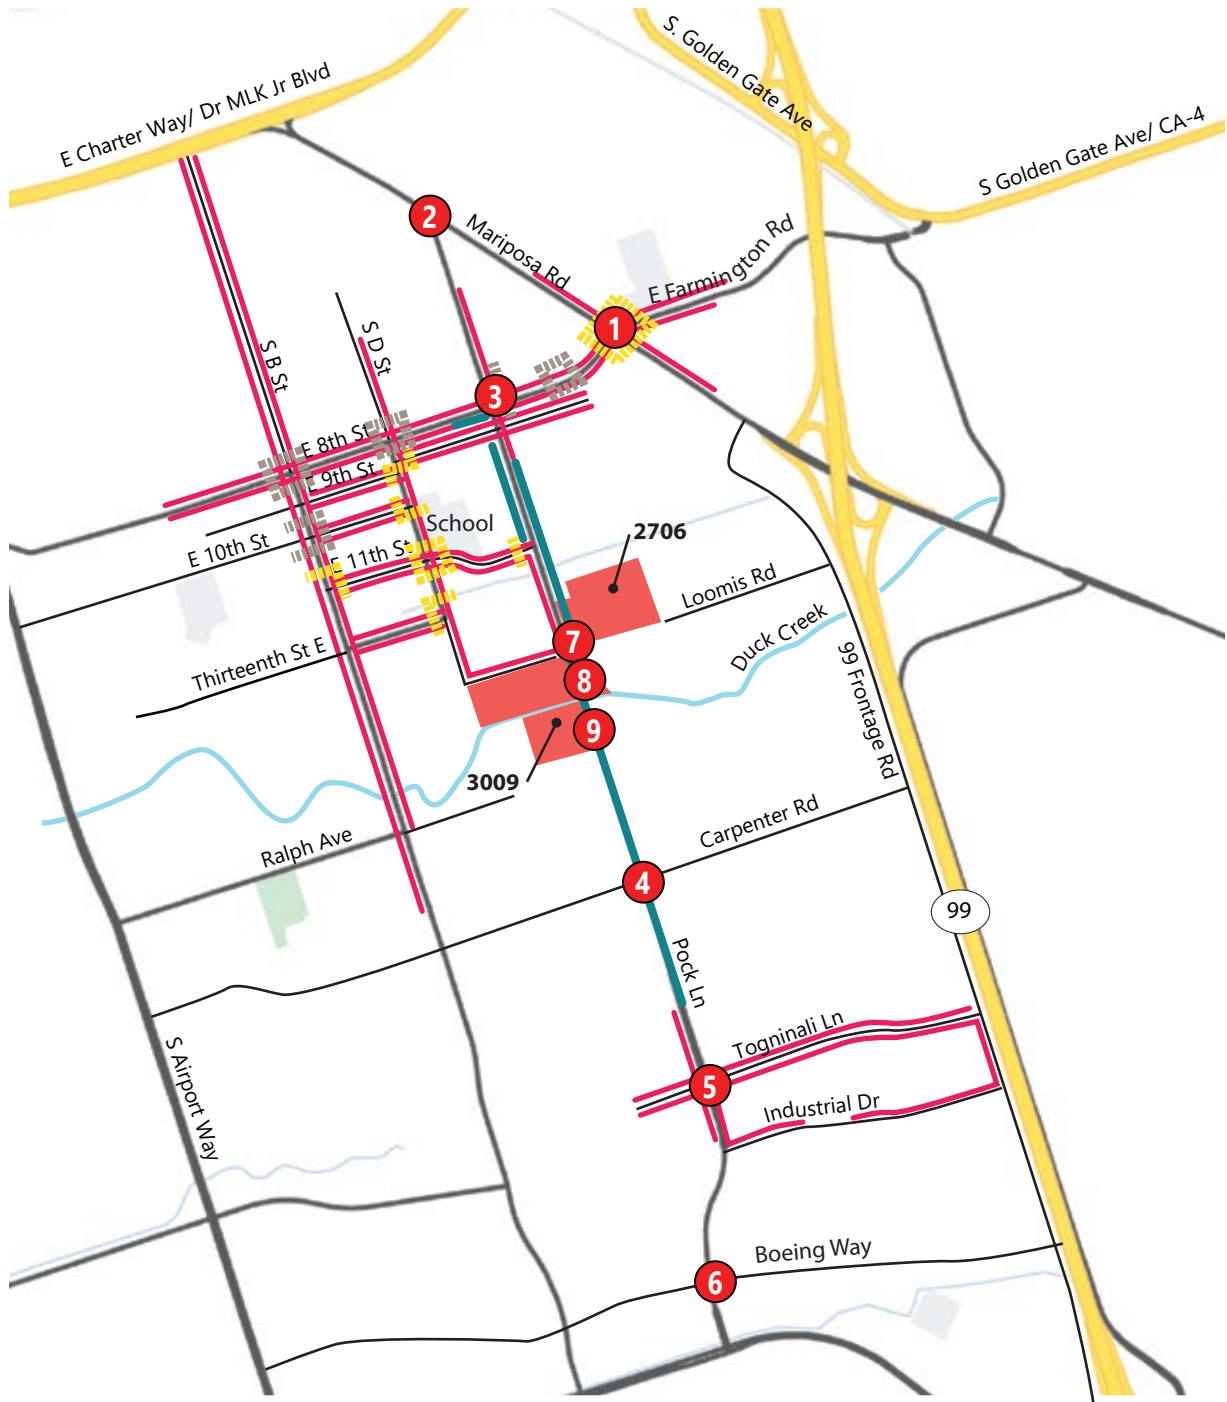 S. Golden Gate Ave
E Charter Way/ Dr MLK Jr Blvd
S Golden Gate Ave/ CA-4
2
Mariposa Rd
E Farmington Rd
1
S B St
S D St
3
E 8th St
E 9th St
School
E 10th St
E 11th St
2706
Loomis Rd
Duck Creek
7
Thirteenth St E
8
99 Frontage Rd
9
3009
Carpenter Rd
Ralph Ave
4
99
Pock Ln
Togninali Ln
S Airport Way
5
Industrial Dr
Boeing Way
6